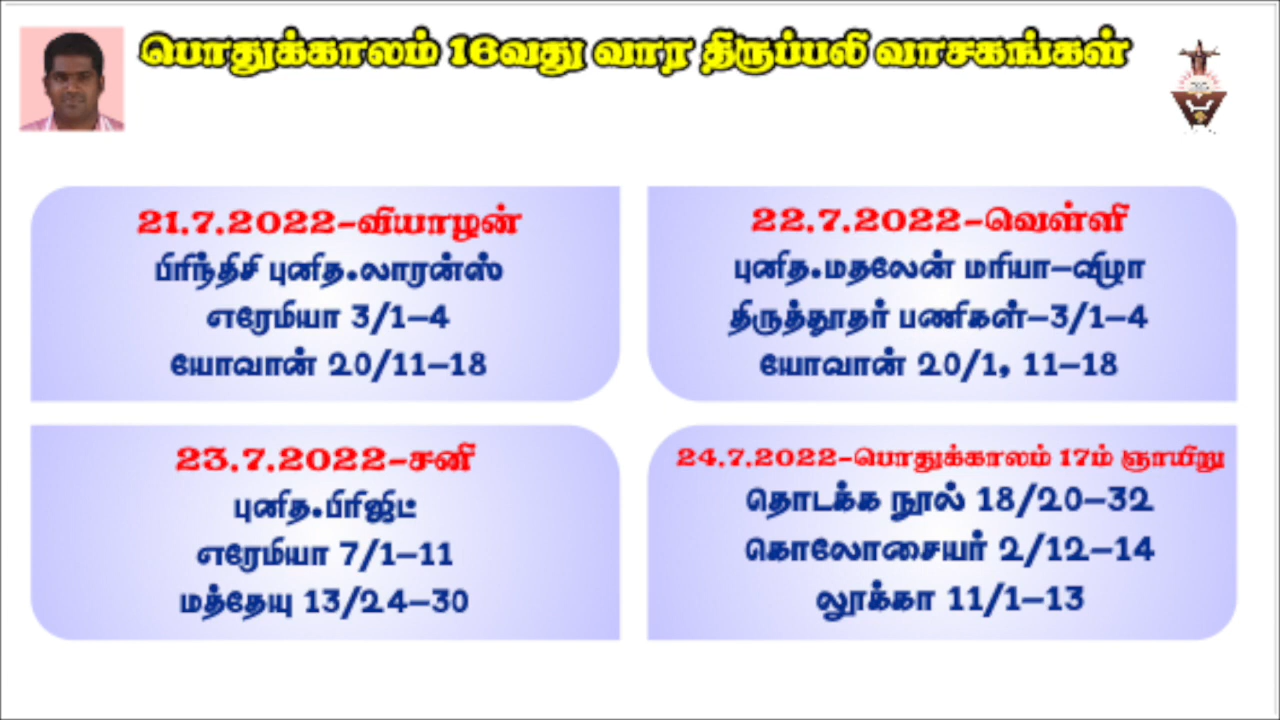 பொதுக்காலம் 16வது வார திருப்பலி வாசகங்கள்
21.7.2022-வியாழன்
பிரிந்திசி புனித.லாரன்ஸ்
எரேமியா 3/1-4
யோவான் 20/11-18
22.7.2022-வெள்ளி
புனித.மதலேன் மரியா-விழா
திருத்தூதர் பணிகள்-3/1-4
யோவான் 20/1, 11-18
23.7.2022-சனி
புனித.பிரிஜிட்
எரேமியா 7/1-11
மத்தேயு 13/24-30
24.7.2022-பொதுக்காலம் 17ம் ஞாயிறு
தொடக்க நூல் 18/20-32
கொலோசையர் 2/12-14
லூக்கா 11/1-13